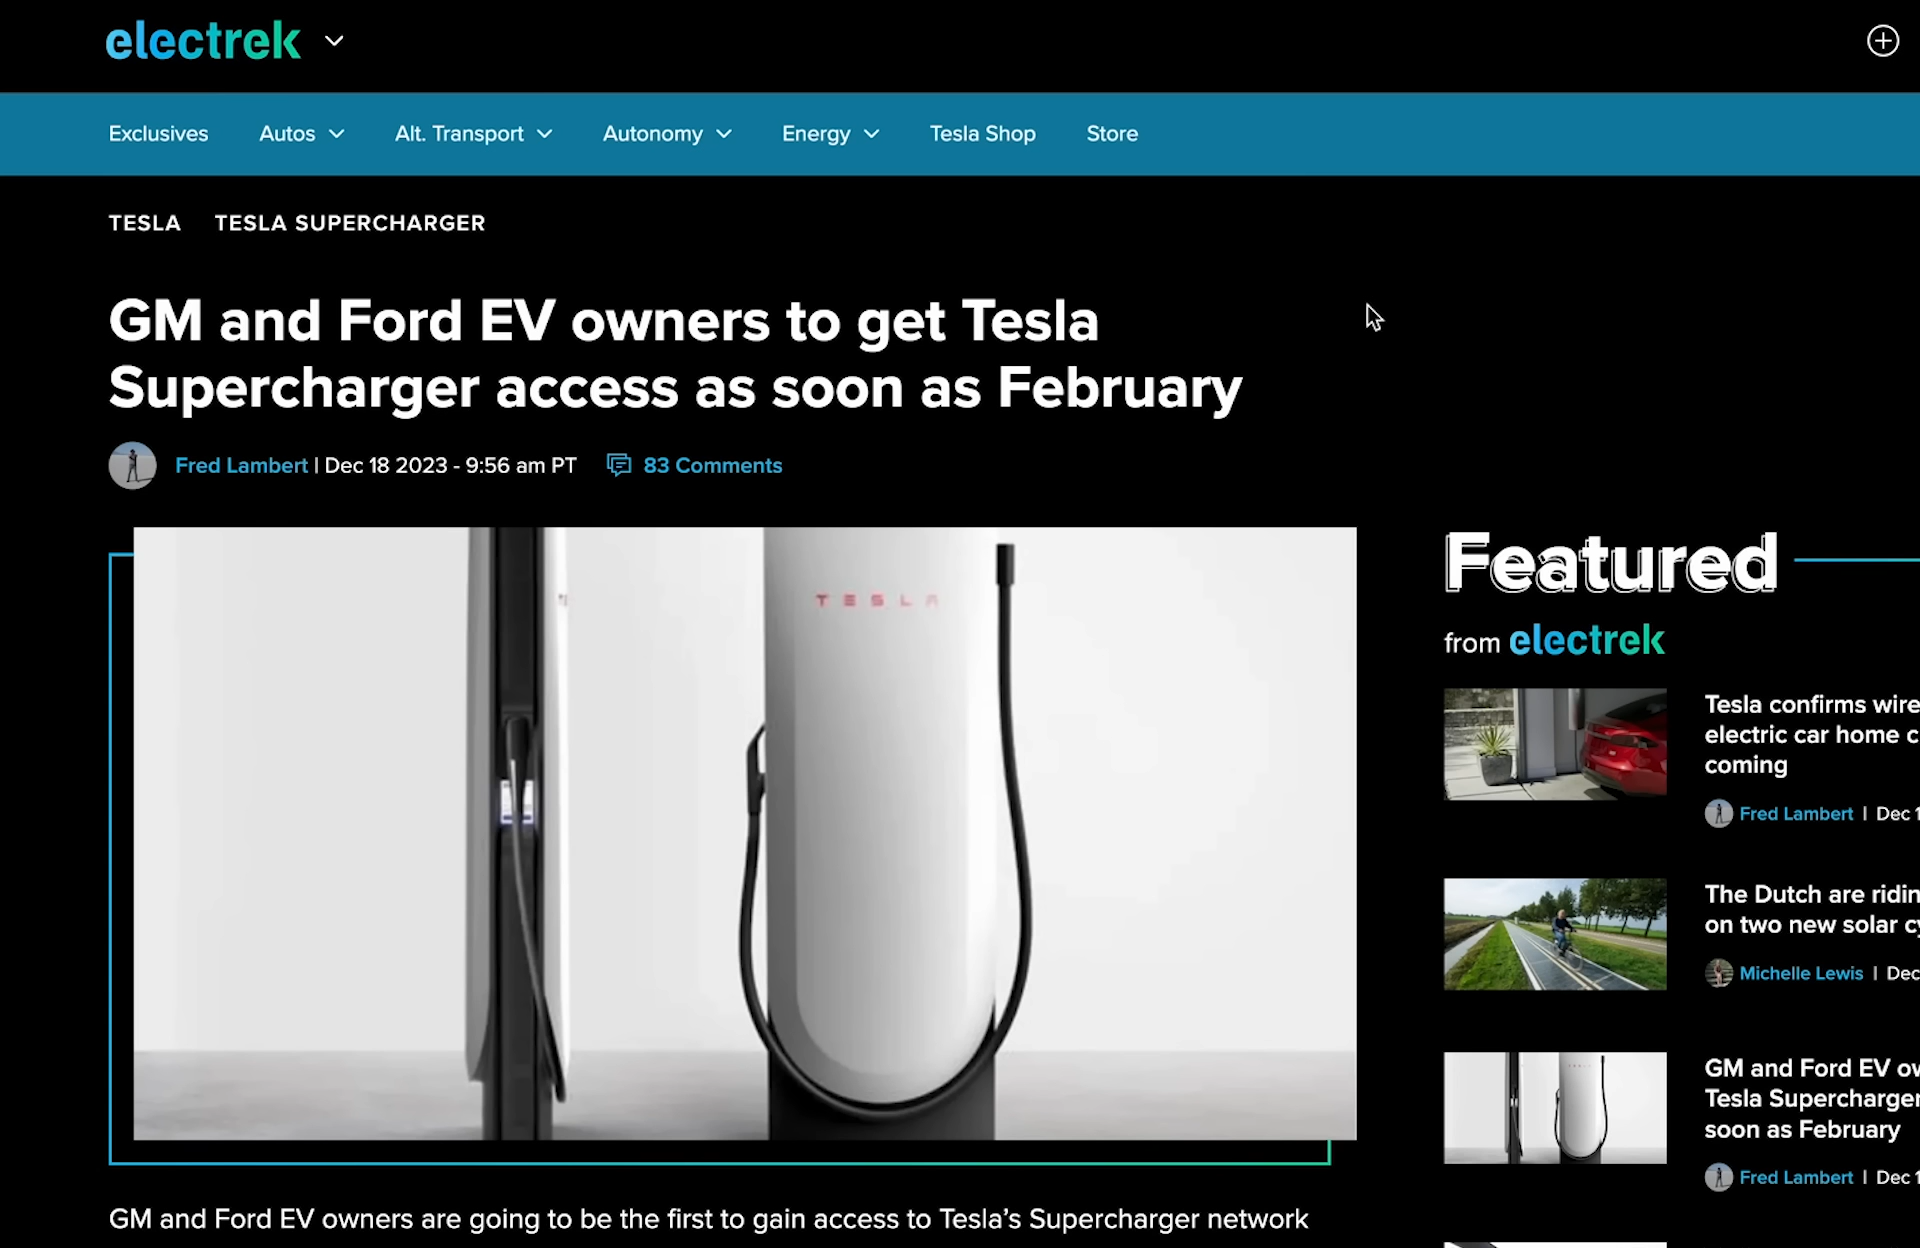 electrek
Exclusives Autos Alt. Transport Autonomy Energy Tesla Shop Store
TESLA TESLA SUPERCHARGER
GM and Ford EV owners to get Tesla
Supercharger access as soon as February
Fred Lambert | Dec 18 2023 - 9:56 am PT 83 Comments
TESLA
GM and Ford EV owners are going to be the first to gain access to Tesla's Supercharger network
Featured
from electrek
Tesla confirms
electric car home
coming
Fred Lambert | Dec
The Dutch are
on two new solar
Michelle Lewis | Dec
GM and Ford EV
Tesla Supercharger
soon as February
Fred Lambert | Dec